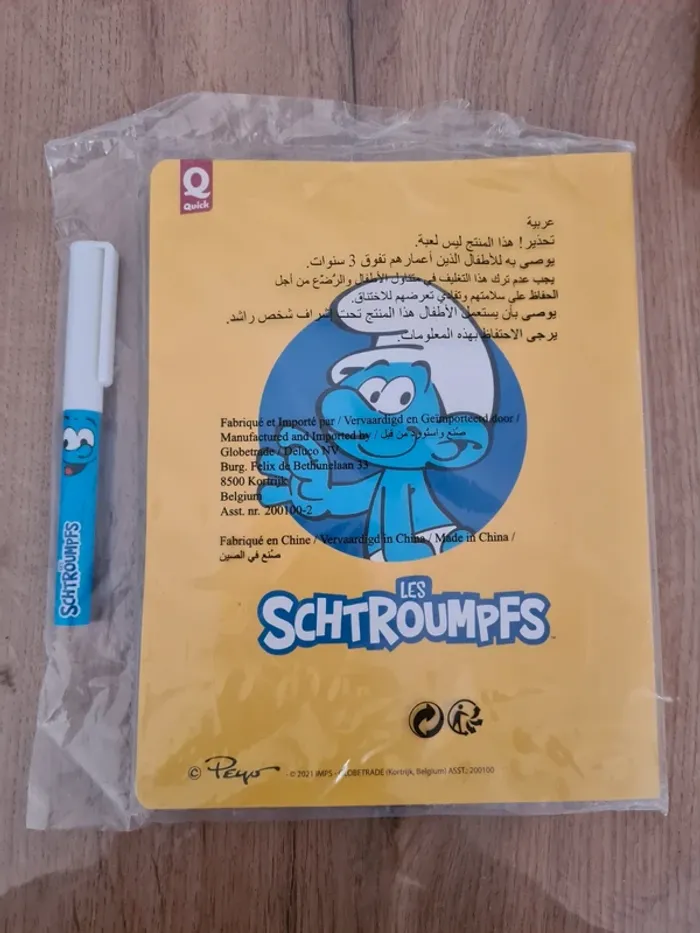 Quick
عربية
تحذير! هذا المنتج ليس لعبة.
يوصى به للأطفال الذين أعمارهم تفوق 3 سنوات.
يجب عدم ترك هذا التغليف في متناول الأطفال والرُّضّع من أجل
الحفاظ على سلامتهم وتفادي تعرضهم للاختناق.
يوصى بأن يستعمل الأطفال هذا المنتج تحت إشراف شخص راشد.
يرجى الاحتفاظ بهذه المعلومات.
Fabriqué et Importé par / Vervaardigd en Geïmporteerd door /
Manufactured and Imported by / صنّع واستورد من قبل
Globetrade / Deluco NV
Burg. Felix de Bethunelaan 33
8500 Kortrijk
Belgium
Asst. nr. 200100-2
Fabriqué en Chine / Vervaardigd in China / Made in China /
صنّع في الصين
LES
SCHTROUMPFS™
LES
SCHTROUMPFS
© Peyo - © 2021 IMPS - GLOBETRADE (Kortrijk, Belgium) ASST.: 200100